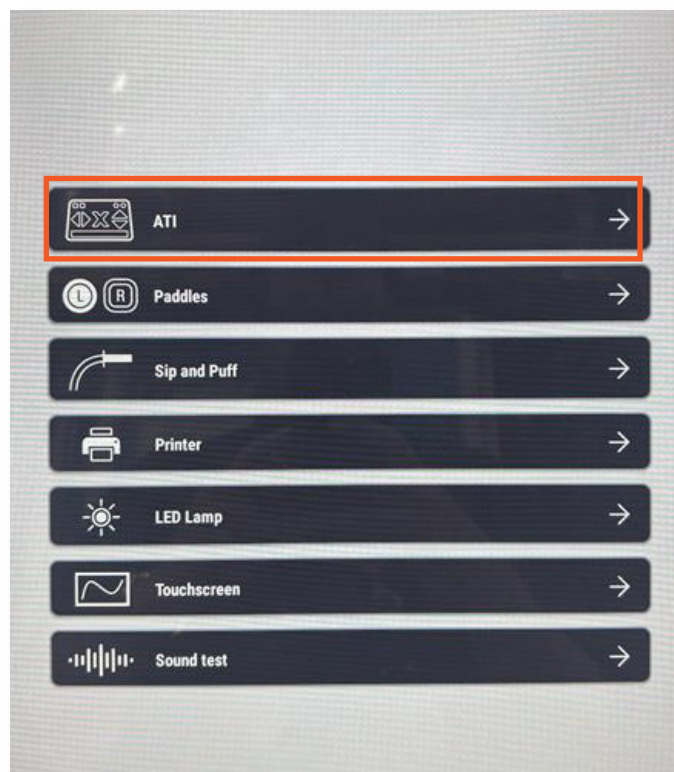 ATI
L R Paddles
Sip and Puff
Printer
LED Lamp
Touchscreen
Sound test